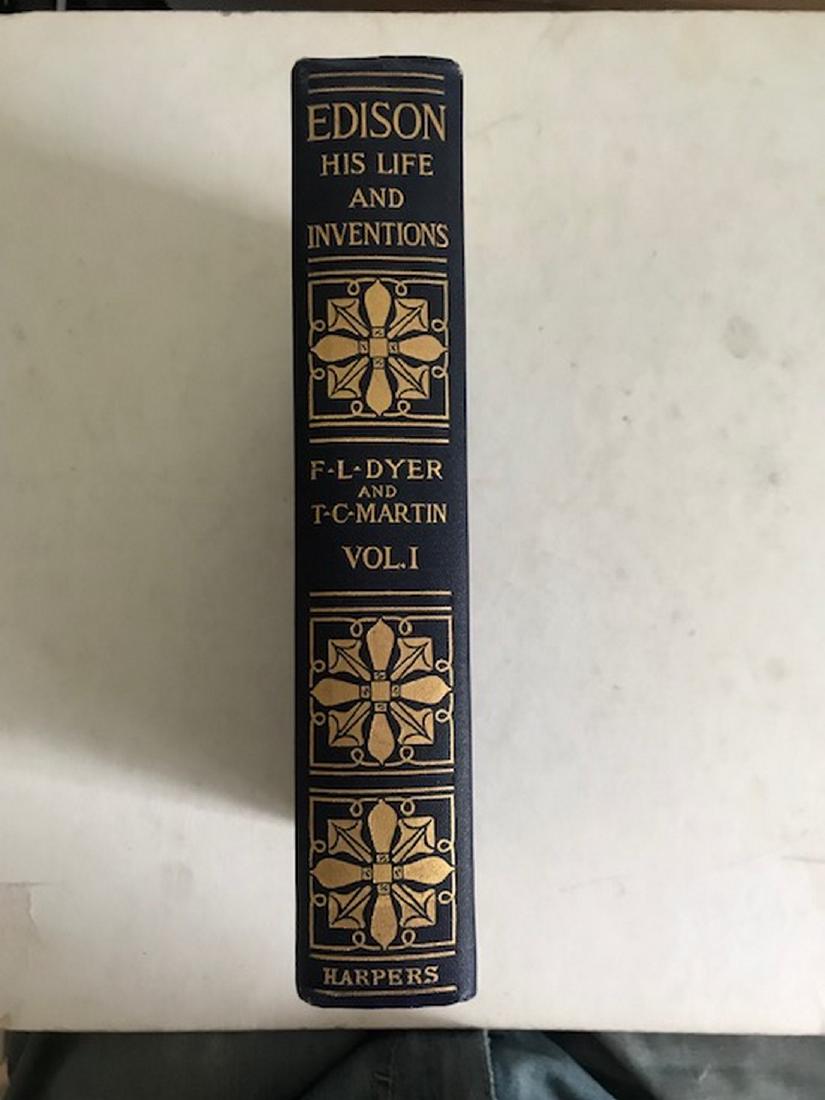 EDISON
HIS LIFE
AND
INVENTIONS
F-L-DYER
AND
T-C-MARTIN
VOL.I
HARPERS